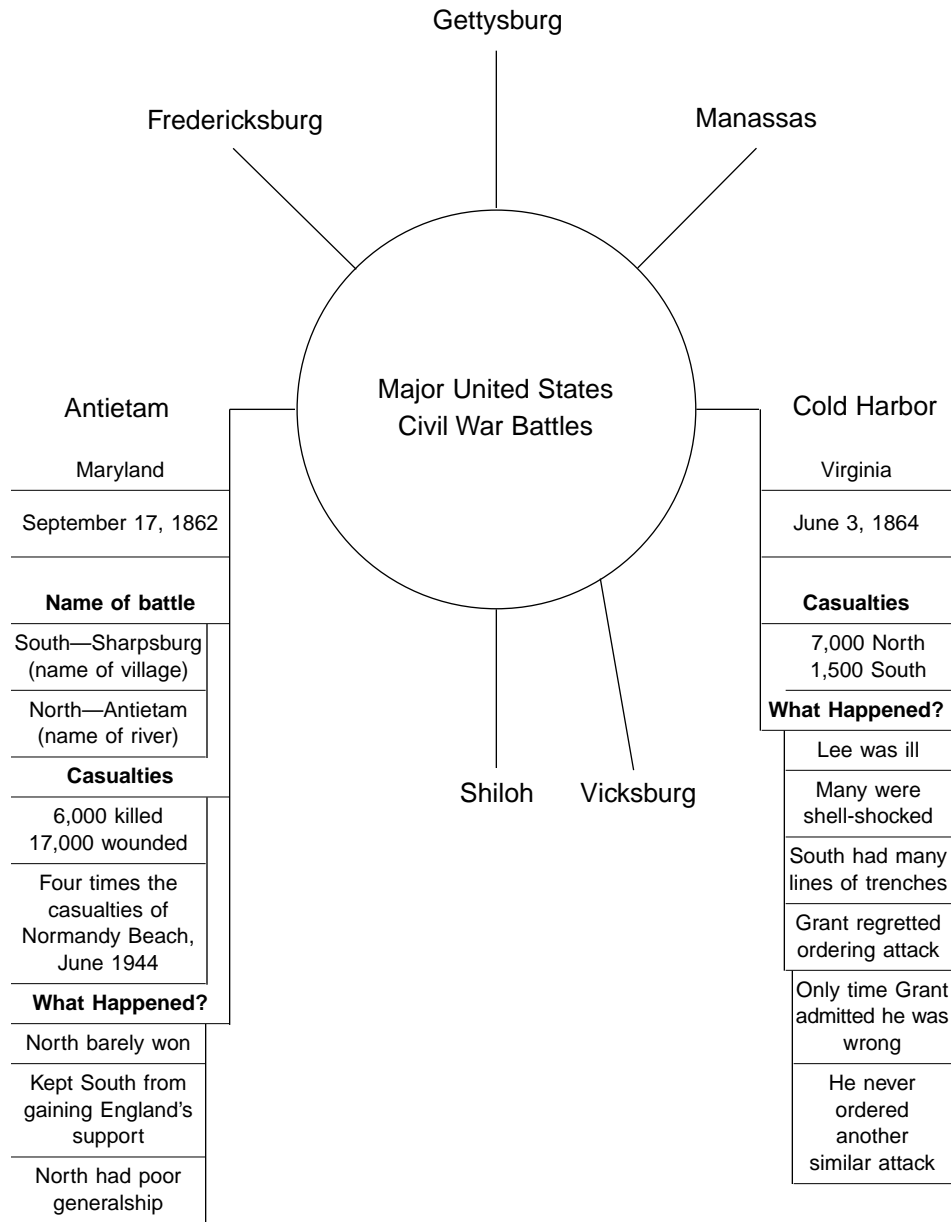 Gettysburg
Fredericksburg
Manassas
Major United States
Civil War Battles
Antietam
Maryland
September 17, 1862
Name of battle
South—Sharpsburg
(name of village)
North—Antietam
(name of river)
Casualties
6,000 killed
17,000 wounded
Four times the
casualties of
Normandy Beach,
June 1944
What Happened?
North barely won
Kept South from
gaining England's
support
North had poor
generalship
Cold Harbor
Virginia
June 3, 1864
Casualties
7,000 North
1,500 South
What Happened?
Lee was ill
Many were
shell-shocked
South had many
lines of trenches
Grant regretted
ordering attack
Only time Grant
admitted he was
wrong
He never
ordered
another
similar attack
Shiloh
Vicksburg